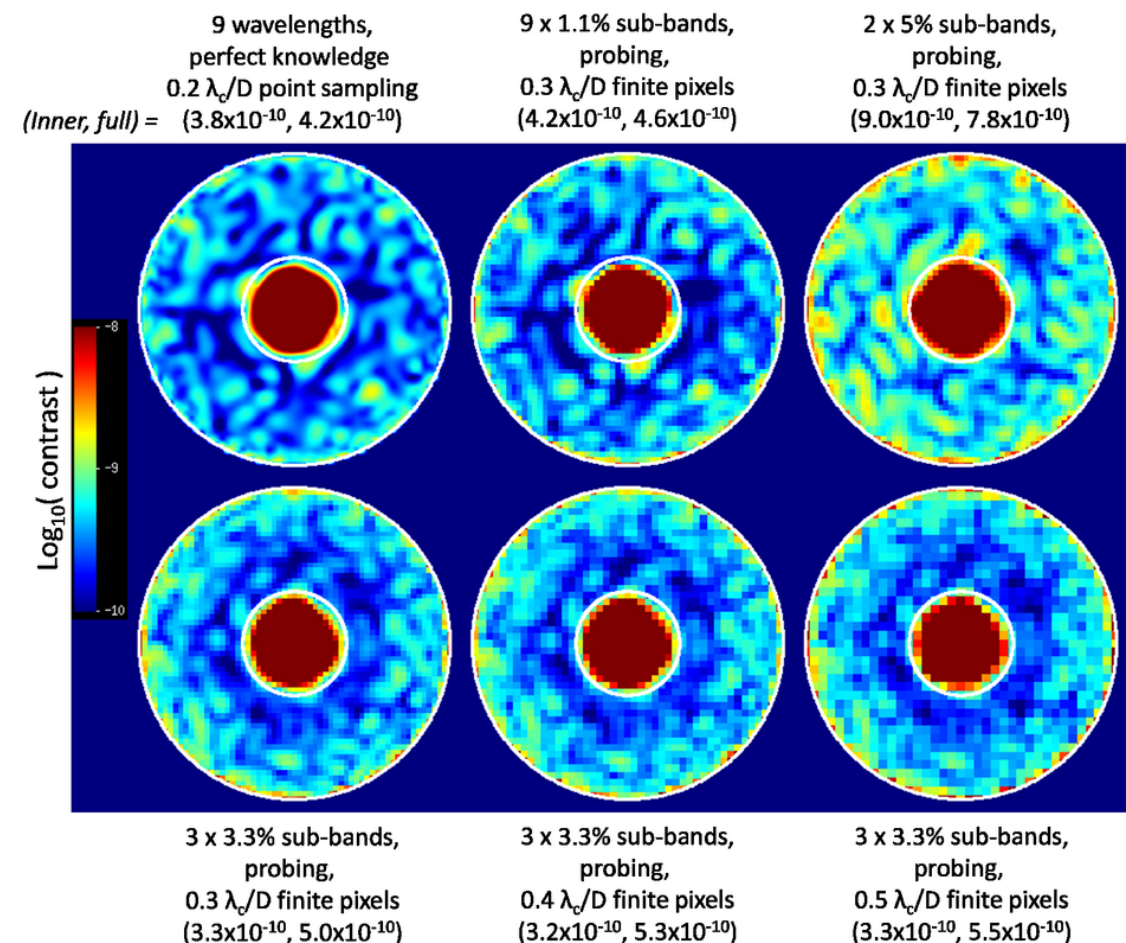 9 wavelengths,
perfect knowledge
0.2 λc/D point sampling
(Inner, full) = (3.8x10⁻¹⁰, 4.2x10⁻¹⁰)
9 x 1.1% sub-bands,
probing,
0.3 λc/D finite pixels
(4.2x10⁻¹⁰, 4.6x10⁻¹⁰)
2 x 5% sub-bands,
probing,
0.3 λc/D finite pixels
(9.0x10⁻¹⁰, 7.8x10⁻¹⁰)
Log₁₀( contrast )
-8
-9
-10
3 x 3.3% sub-bands,
probing,
0.3 λc/D finite pixels
(3.3x10⁻¹⁰, 5.0x10⁻¹⁰)
3 x 3.3% sub-bands,
probing,
0.4 λc/D finite pixels
(3.2x10⁻¹⁰, 5.3x10⁻¹⁰)
3 x 3.3% sub-bands,
probing,
0.5 λc/D finite pixels
(3.3x10⁻¹⁰, 5.5x10⁻¹⁰)